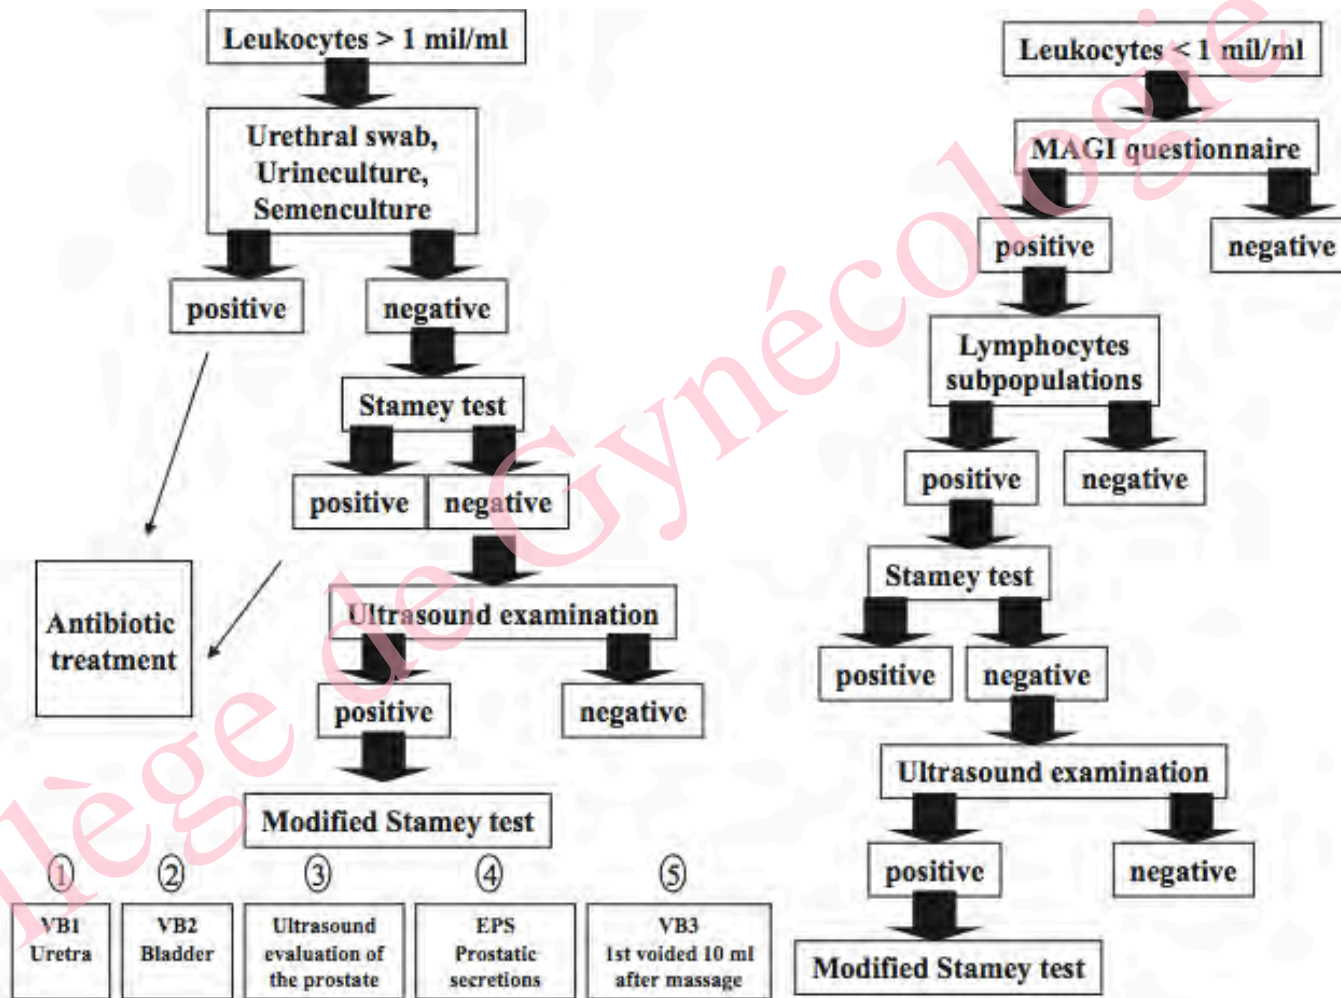 Leukocytes > 1 mil/ml
Urethral swab,
Urineculture,
Semenculture
positive
negative
Stamey test
positive
negative
Antibiotic
treatment
Ultrasound examination
positive
negative
Modified Stamey test
1
VB1
Uretra
2
VB2
Bladder
3
Ultrasound
evaluation of
the prostate
4
EPS
Prostatic
secretions
5
VB3
1st voided 10 ml
after massage
Leukocytes < 1 mil/ml
MAGI questionnaire
positive
negative
Lymphocytes
subpopulations
positive
negative
Stamey test
positive
negative
Ultrasound examination
positive
negative
Modified Stamey test
lège de Gynécologie